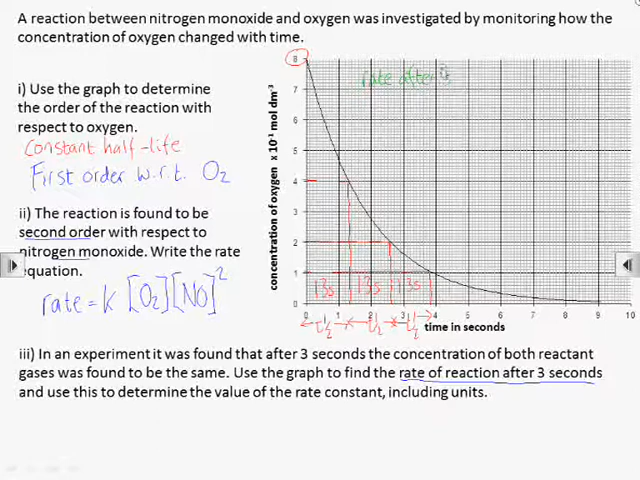 A reaction between nitrogen monoxide and oxygen was investigated by monitoring how the
concentration of oxygen changed with time.
i) Use the graph to determine
the order of the reaction with
respect to oxygen.
Constant half-life
First order w.r.t. O₂
ii) The reaction is found to be
second order with respect to
nitrogen monoxide. Write the rate
equation.
rate = k [O₂][NO]²
concentration of oxygen x 10⁻¹ mol dm⁻³
8
7
6
5
4
3
2
1
0
rate after
1.3s 1.3s 1.3s
0 1 2 3 4 5 6 7 8 9 10
t½ t½ t½
time in seconds
iii) In an experiment it was found that after 3 seconds the concentration of both reactant
gases was found to be the same. Use the graph to find the rate of reaction after 3 seconds
and use this to determine the value of the rate constant, including units.